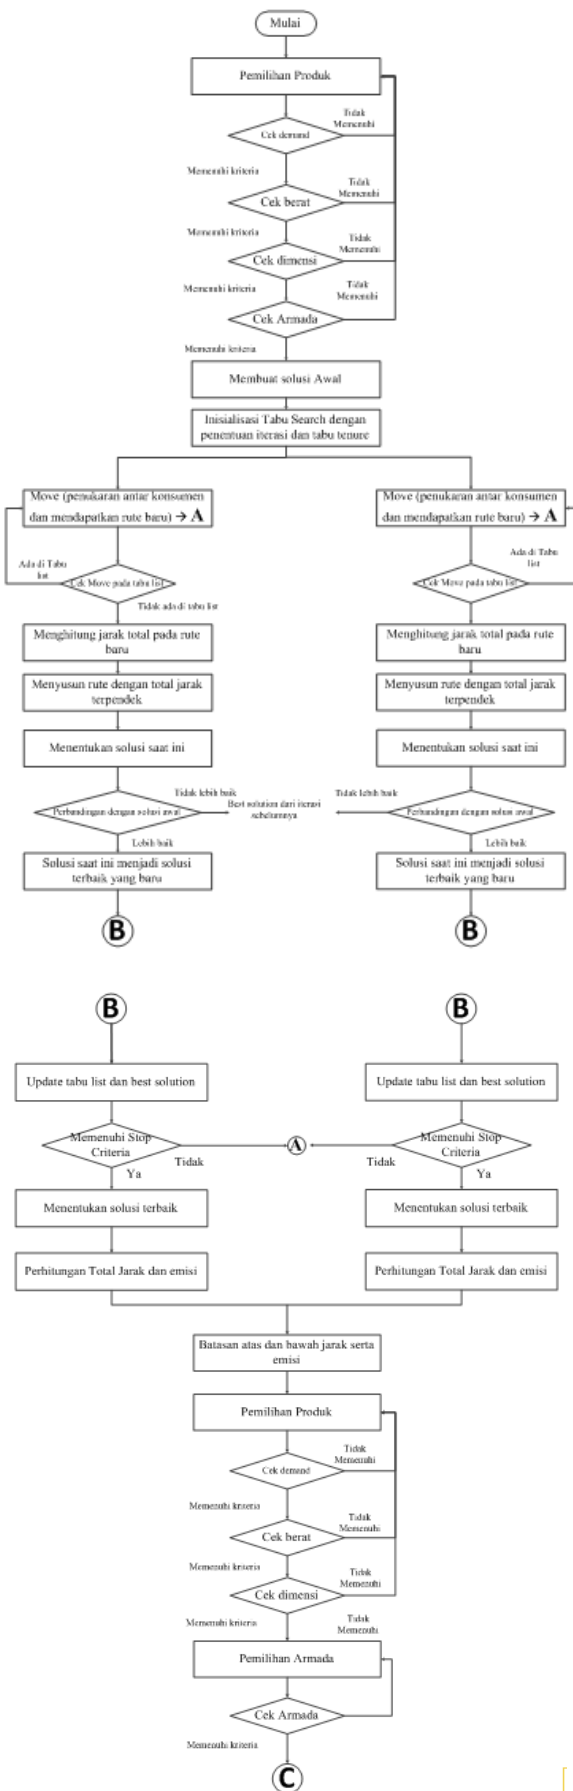 Mulai
Pemilihan Produk
Tidak
Memenuhi
Cek demand
Memenuhi kriteria
Tidak
Memenuhi
Cek berat
Memenuhi kriteria
Tidak
Memenuhi
Cek dimensi
Memenuhi kriteria
Tidak
Memenuhi
Cek Armada
Memenuhi kriteria
Membuat solusi Awal
Inisialisasi Tabu Search dengan
penentuan iterasi dan tabu tenure
Move (penukaran antar konsumen
dan mendapatkan rute baru) → A
Move (penukaran antar konsumen
dan mendapatkan rute baru) → A
Ada di Tabu
list
Cek Move pada tabu list
Tidak ada di tabu list
Ada di Tabu
list
Cek Move pada tabu list
Menghitung jarak total pada rute
baru
Menghitung jarak total pada rute
baru
Menyusun rute dengan total jarak
terpendek
Menyusun rute dengan total jarak
terpendek
Menentukan solusi saat ini
Menentukan solusi saat ini
Tidak lebih baik
Perbandingan dengan solusi awal
Best solution dari iterasi
sebelumnya
Tidak lebih baik
Perbandingan dengan solusi awal
Lebih baik
Lebih baik
Solusi saat ini menjadi solusi
terbaik yang baru
Solusi saat ini menjadi solusi
terbaik yang baru
B
B
B
B
Update tabu list dan best solution
Update tabu list dan best solution
Memenuhi Stop
Criteria
Tidak
Ya
A
Memenuhi Stop
Criteria
Tidak
Ya
Menentukan solusi terbaik
Menentukan solusi terbaik
Perhitungan Total Jarak dan emisi
Perhitungan Total Jarak dan emisi
Batasan atas dan bawah jarak serta
emisi
Pemilihan Produk
Tidak
Memenuhi
Cek demand
Memenuhi kriteria
Tidak
Memenuhi
Cek berat
Memenuhi kriteria
Tidak
Memenuhi
Cek dimensi
Memenuhi kriteria
Tidak
Memenuhi
Pemilihan Armada
Cek Armada
Memenuhi kriteria
C